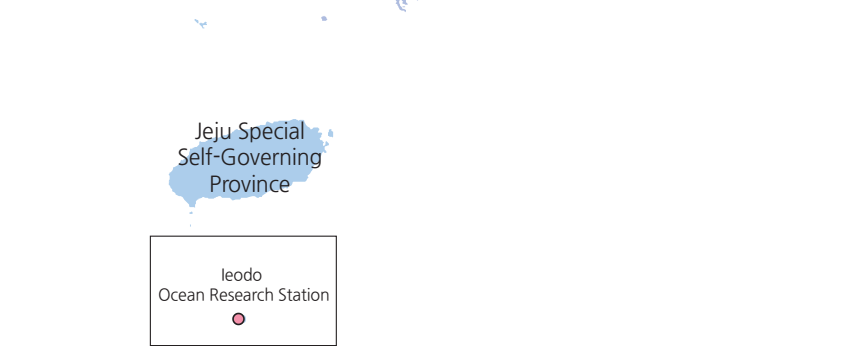 Jeju Special
Self-Governing
Province
Ieodo
Ocean Research Station